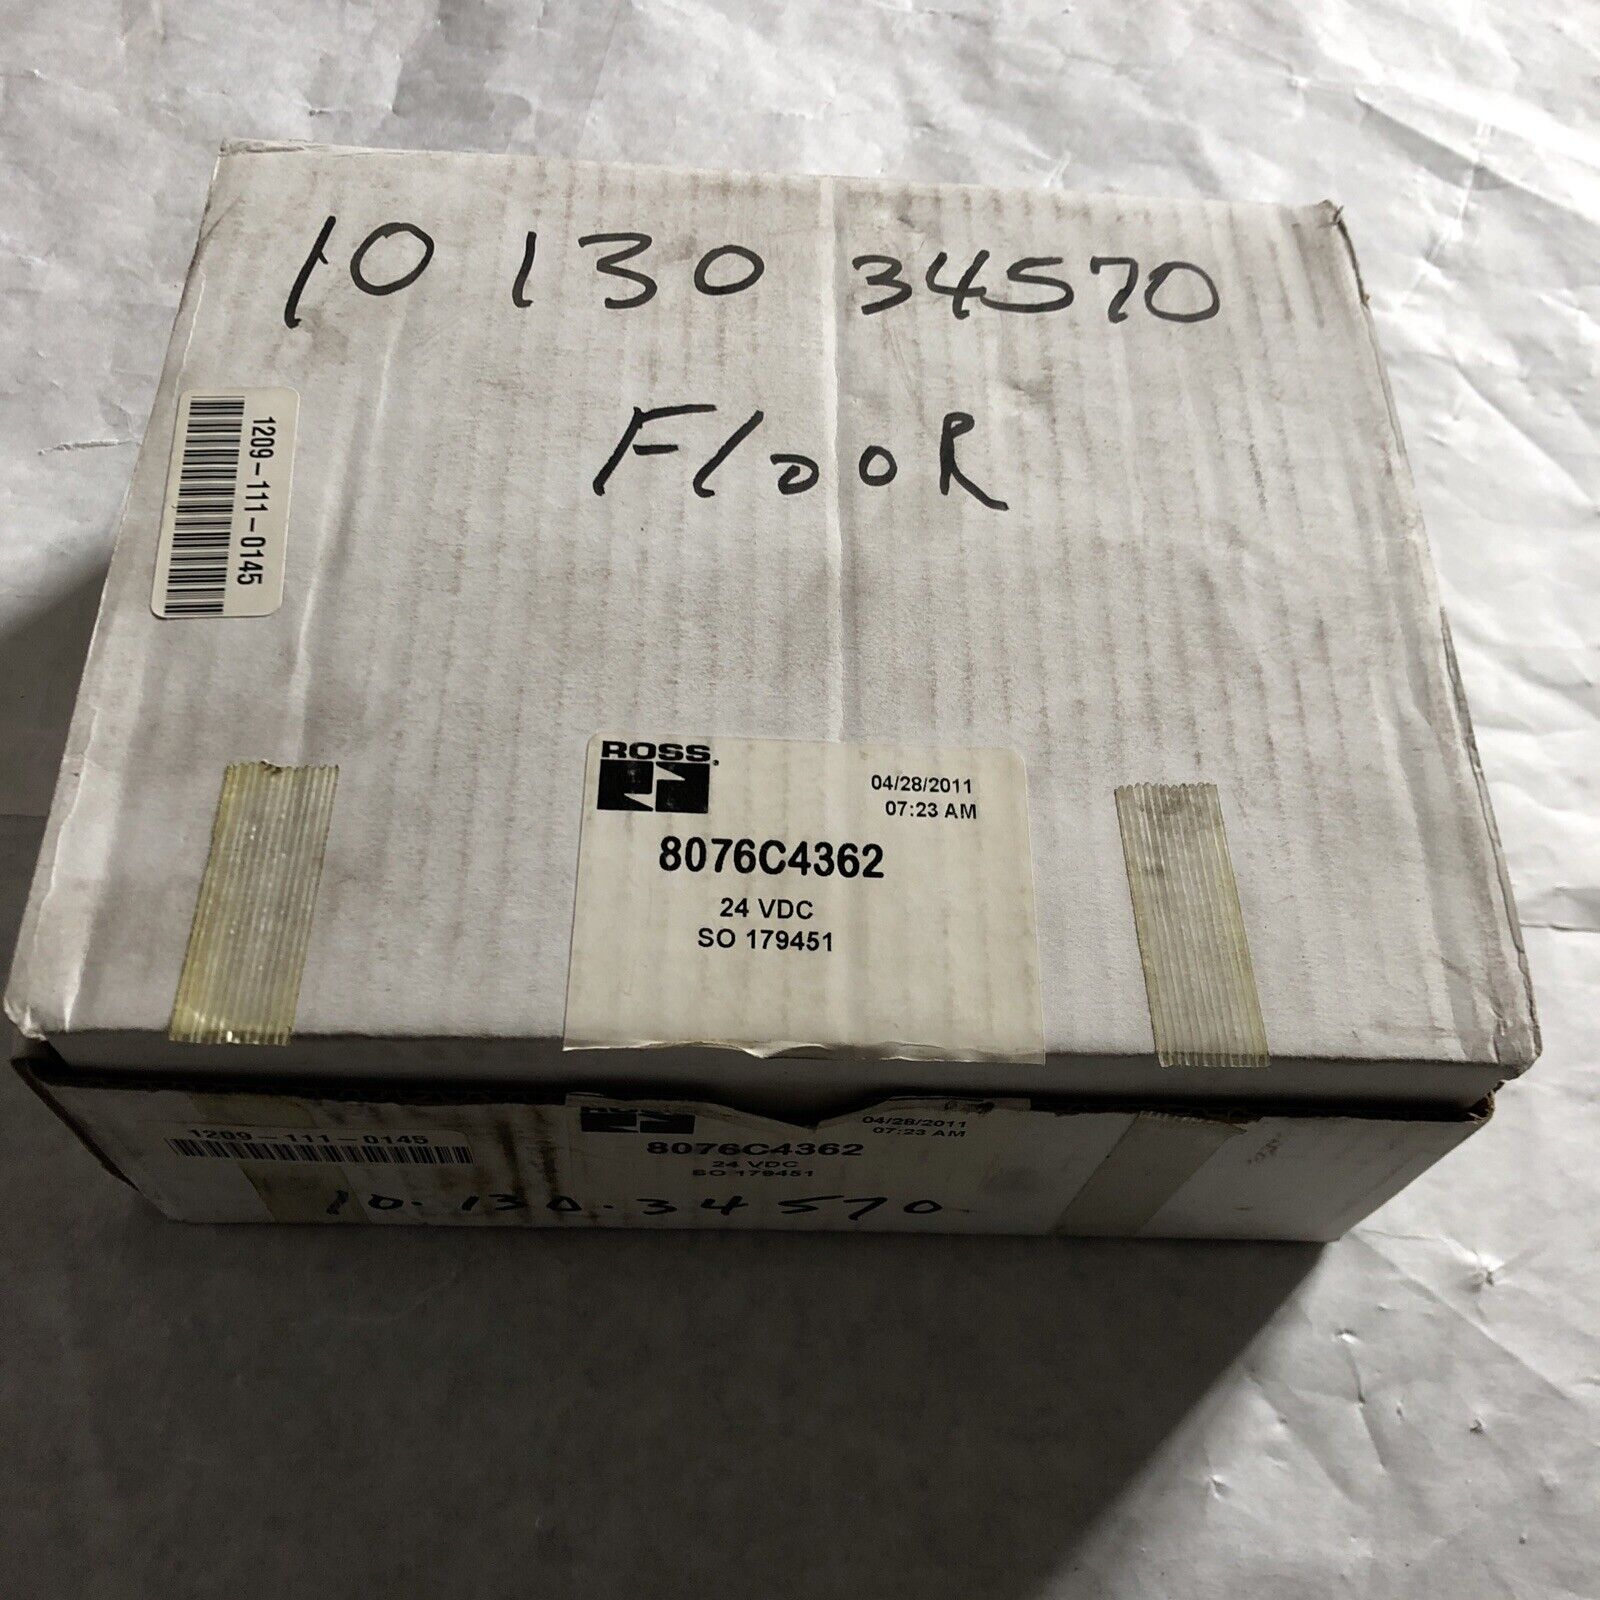 10 130 34570
FlooR
1209-111-0145
ROSS®
04/28/2011
07:23 AM
8076C4362
24 VDC
SO 179451
1209-111-0145
04/28/2011
07:23 AM
8076C4362
24 VDC
SO 179451
10.130.34570